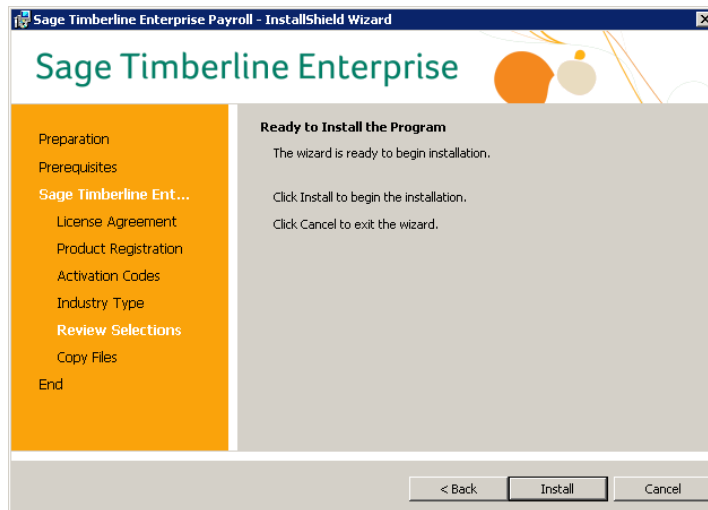 Sage Timberline Enterprise Payroll - InstallShield Wizard
Sage Timberline Enterprise
Preparation
Prerequisites
Sage Timberline Ent...
License Agreement
Product Registration
Activation Codes
Industry Type
Review Selections
Copy Files
End
Ready to Install the Program
The wizard is ready to begin installation.
Click Install to begin the installation.
Click Cancel to exit the wizard.
< Back
Install
Cancel